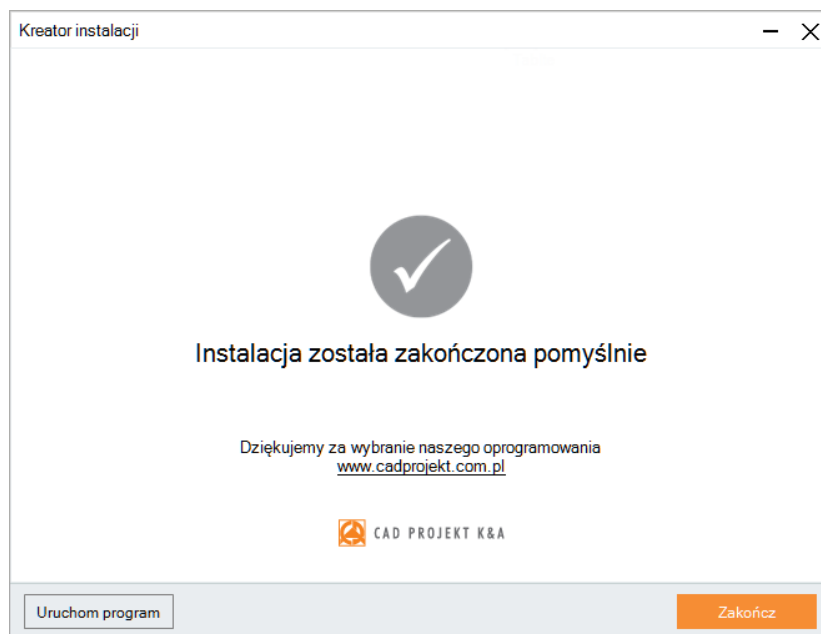 Kreator instalacji
Instalacja została zakończona pomyślnie
Dziękujemy za wybranie naszego oprogramowania
www.cadprojekt.com.pl
CAD PROJEKT K&A
Uruchom program
Zakończ